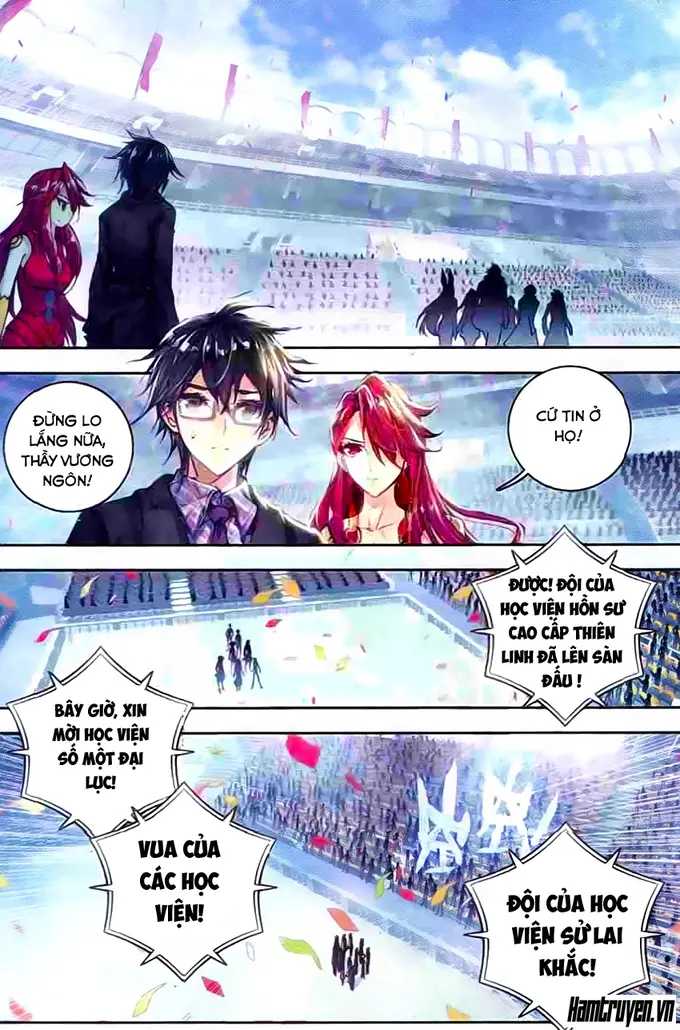 ĐỪNG LO
LẮNG NỮA,
THẦY VƯƠNG
NGÔN!
CỨ TIN Ở
HỌ!
ĐƯỢC! ĐỘI CỦA
HỌC VIỆN HỒN SƯ
CAO CẤP THIÊN
LINH ĐÃ LÊN SÀN
ĐẤU !
BÂY GIỜ, XIN
MỜI HỌC VIỆN
SỐ MỘT ĐẠI
LỤC!
VUA CỦA
CÁC HỌC
VIỆN!
ĐỘI CỦA HỌC
VIỆN SỬ LAI
KHẮC!
Hamtruyen.vn